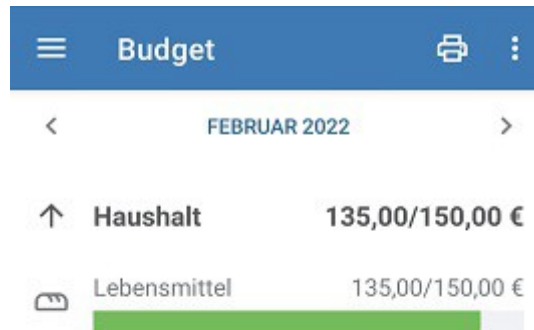 Budget
FEBRUAR 2022
Haushalt 135,00/150,00 €
Lebensmittel 135,00/150,00 €